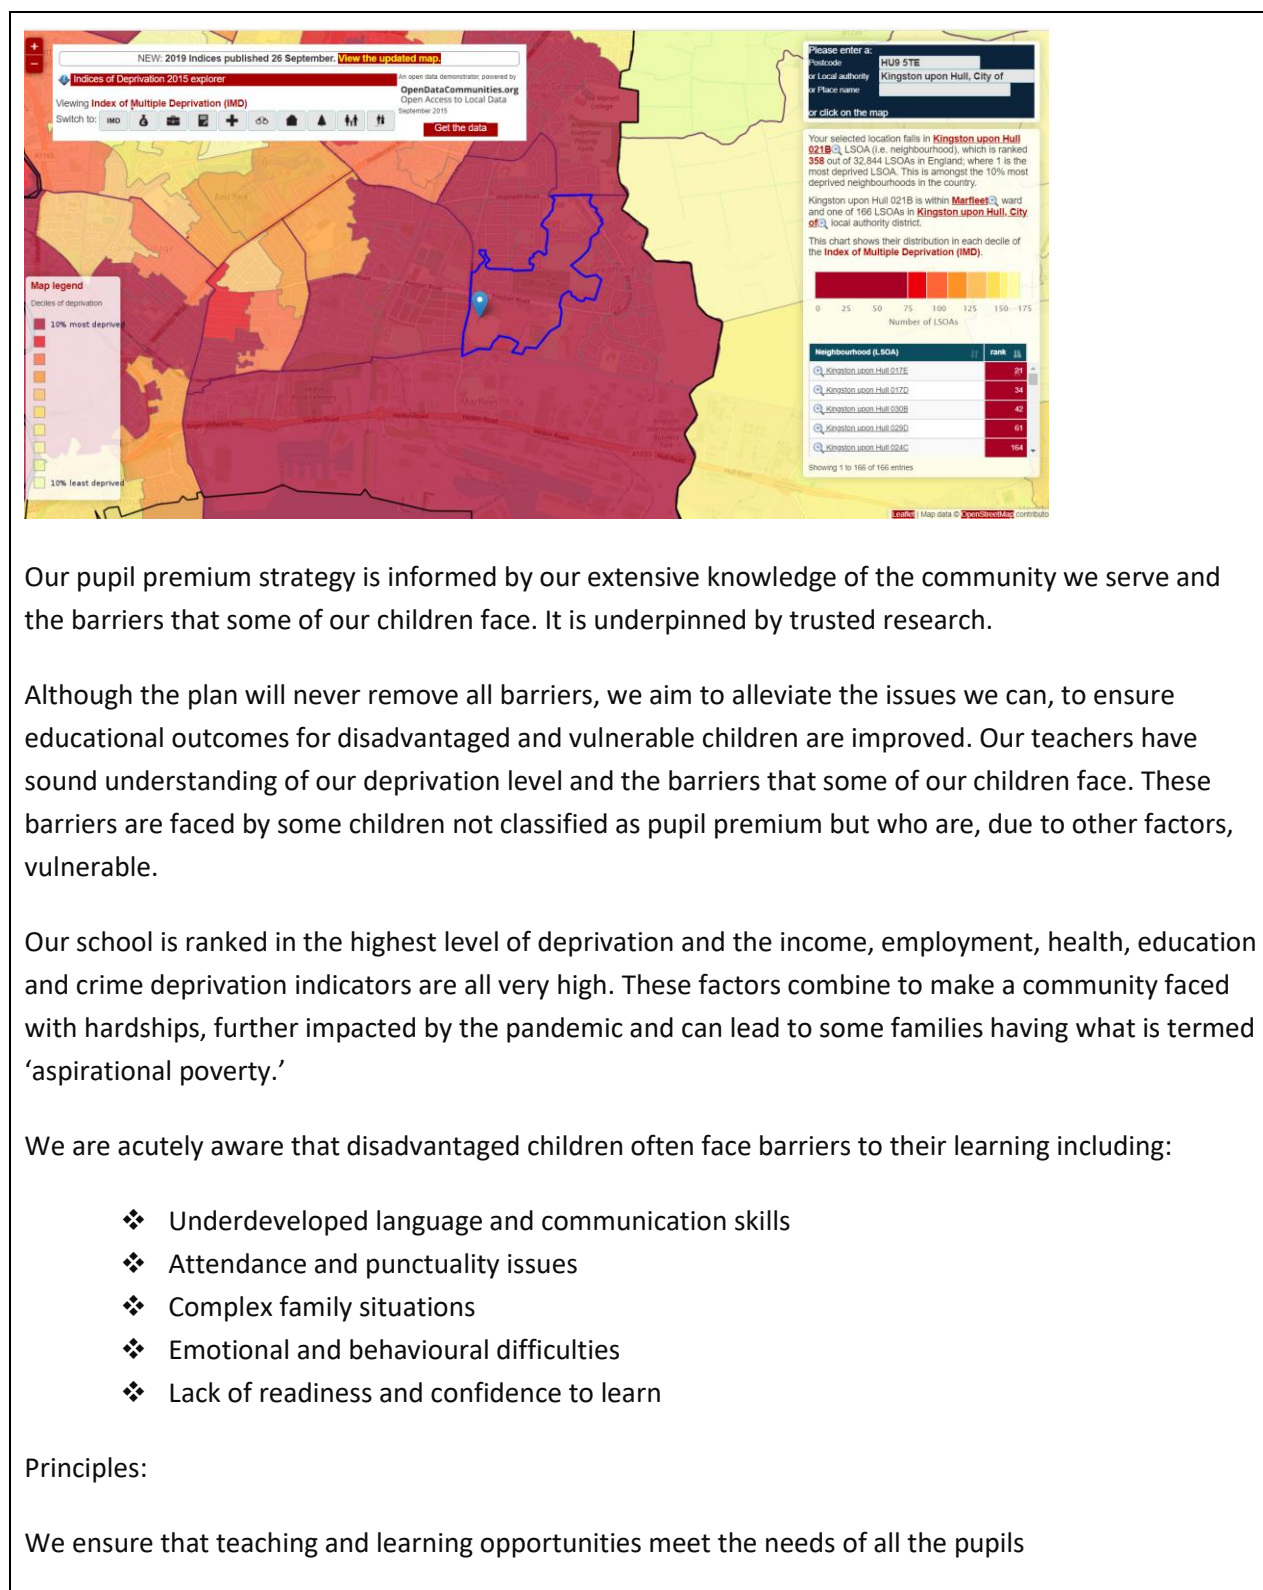 +
−
NEW: 2019 Indices published 26 September. View the updated map.
Indices of Deprivation 2015 explorer
An open data demonstrator, powered by
OpenDataCommunities.org
Open Access to Local Data
September 2015
Viewing Index of Multiple Deprivation (IMD)
Switch to: IMD
Get the data
Please enter a:
Postcode HU9 5TE
or Local authority Kingston upon Hull, City of
or Place name
or click on the map
Your selected location falls in Kingston upon Hull
021B LSOA (i.e. neighbourhood), which is ranked
358 out of 32,844 LSOAs in England; where 1 is the
most deprived LSOA. This is amongst the 10% most
deprived neighbourhoods in the country.
Kingston upon Hull 021B is within Marfleet ward
and one of 166 LSOAs in Kingston upon Hull, City
of local authority district.
This chart shows their distribution in each decile of
the Index of Multiple Deprivation (IMD).
0 25 50 75 100 125 150 175
Number of LSOAs
Neighbourhood (LSOA) rank
Kingston upon Hull 017E 21
Kingston upon Hull 017D 34
Kingston upon Hull 030B 42
Kingston upon Hull 029D 61
Kingston upon Hull 024C 164
Showing 1 to 166 of 166 entries
Map legend
Deciles of deprivation
10% most deprived
10% least deprived
Marfleet
Greatfield
Hedon Road
Leaflet | Map data © OpenStreetMap contributo
Our pupil premium strategy is informed by our extensive knowledge of the community we serve and
the barriers that some of our children face. It is underpinned by trusted research.
Although the plan will never remove all barriers, we aim to alleviate the issues we can, to ensure
educational outcomes for disadvantaged and vulnerable children are improved. Our teachers have
sound understanding of our deprivation level and the barriers that some of our children face. These
barriers are faced by some children not classified as pupil premium but who are, due to other factors,
vulnerable.
Our school is ranked in the highest level of deprivation and the income, employment, health, education
and crime deprivation indicators are all very high. These factors combine to make a community faced
with hardships, further impacted by the pandemic and can lead to some families having what is termed
‘aspirational poverty.’
We are acutely aware that disadvantaged children often face barriers to their learning including:
❖ Underdeveloped language and communication skills
❖ Attendance and punctuality issues
❖ Complex family situations
❖ Emotional and behavioural difficulties
❖ Lack of readiness and confidence to learn
Principles:
We ensure that teaching and learning opportunities meet the needs of all the pupils